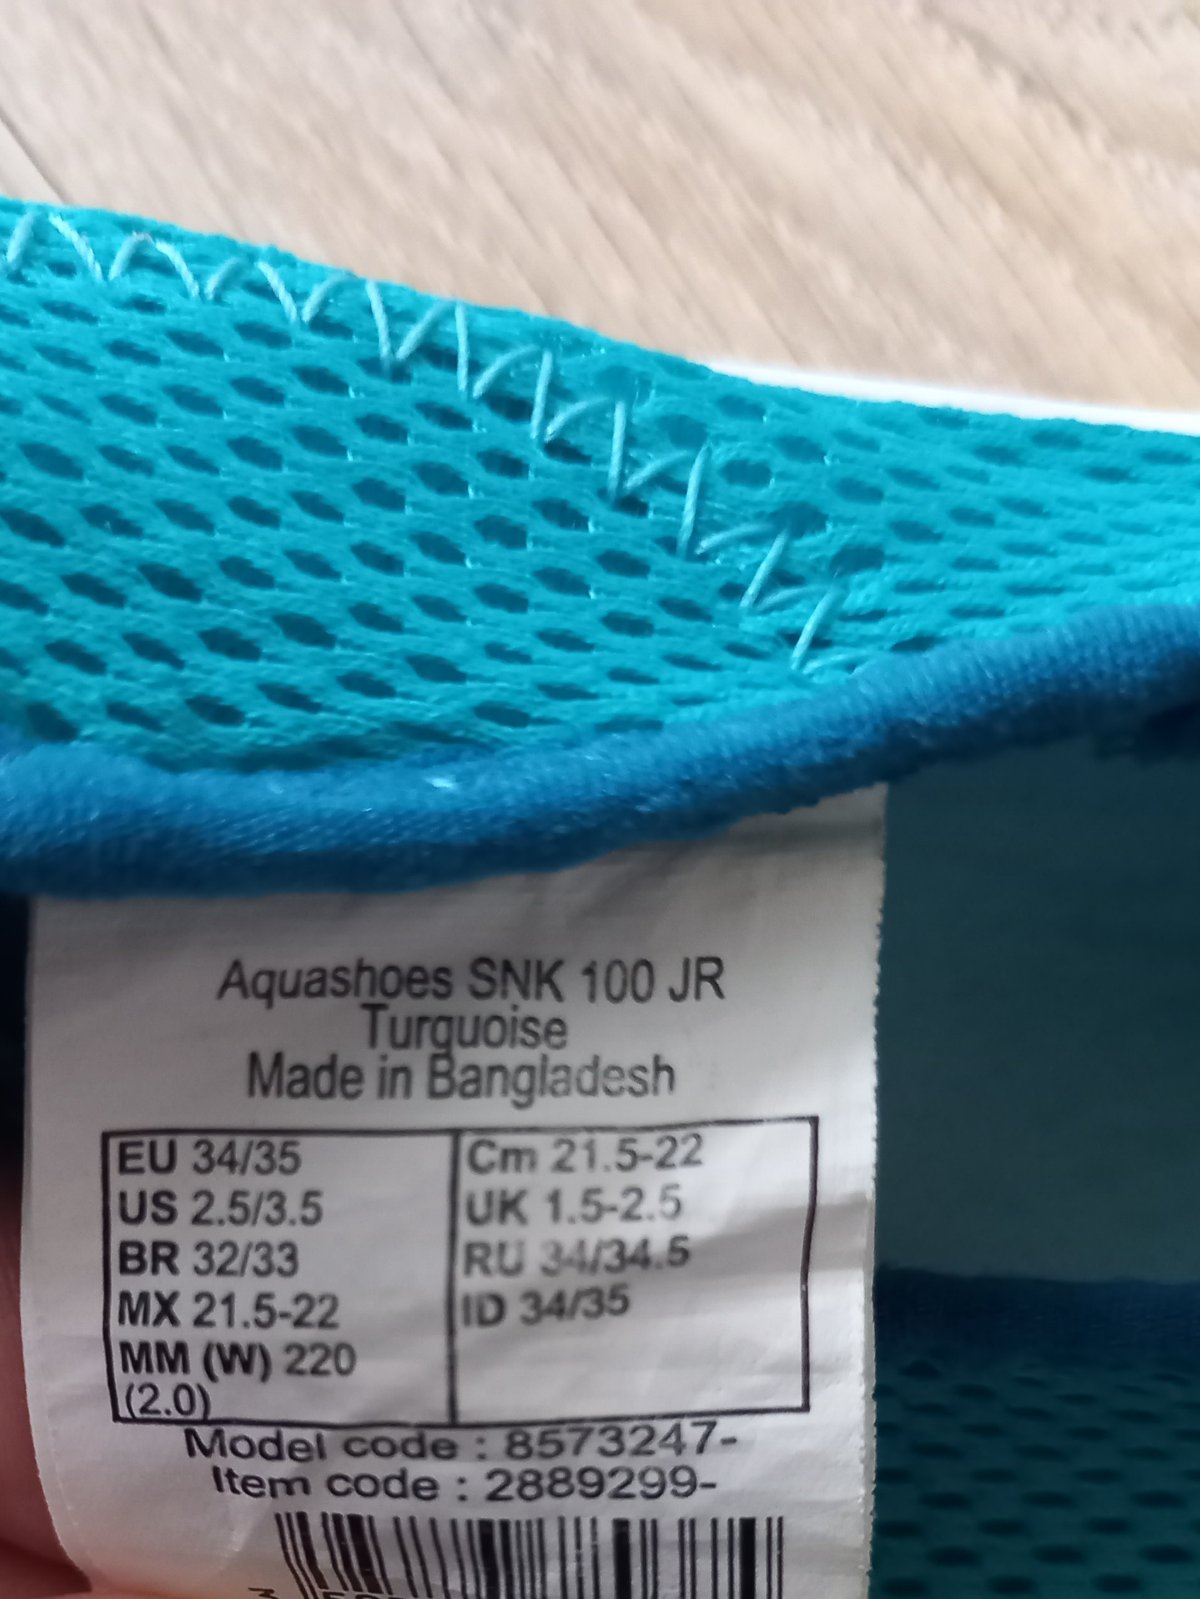 Aquashoes SNK 100 JR
Turquoise
Made in Bangladesh
EU 34/35
US 2.5/3.5
BR 32/33
MX 21.5-22
MM (W) 220
(2.0)
Cm 21.5-22
UK 1.5-2.5
RU 34/34.5
ID 34/35
Model code : 8573247-
Item code : 2889299-